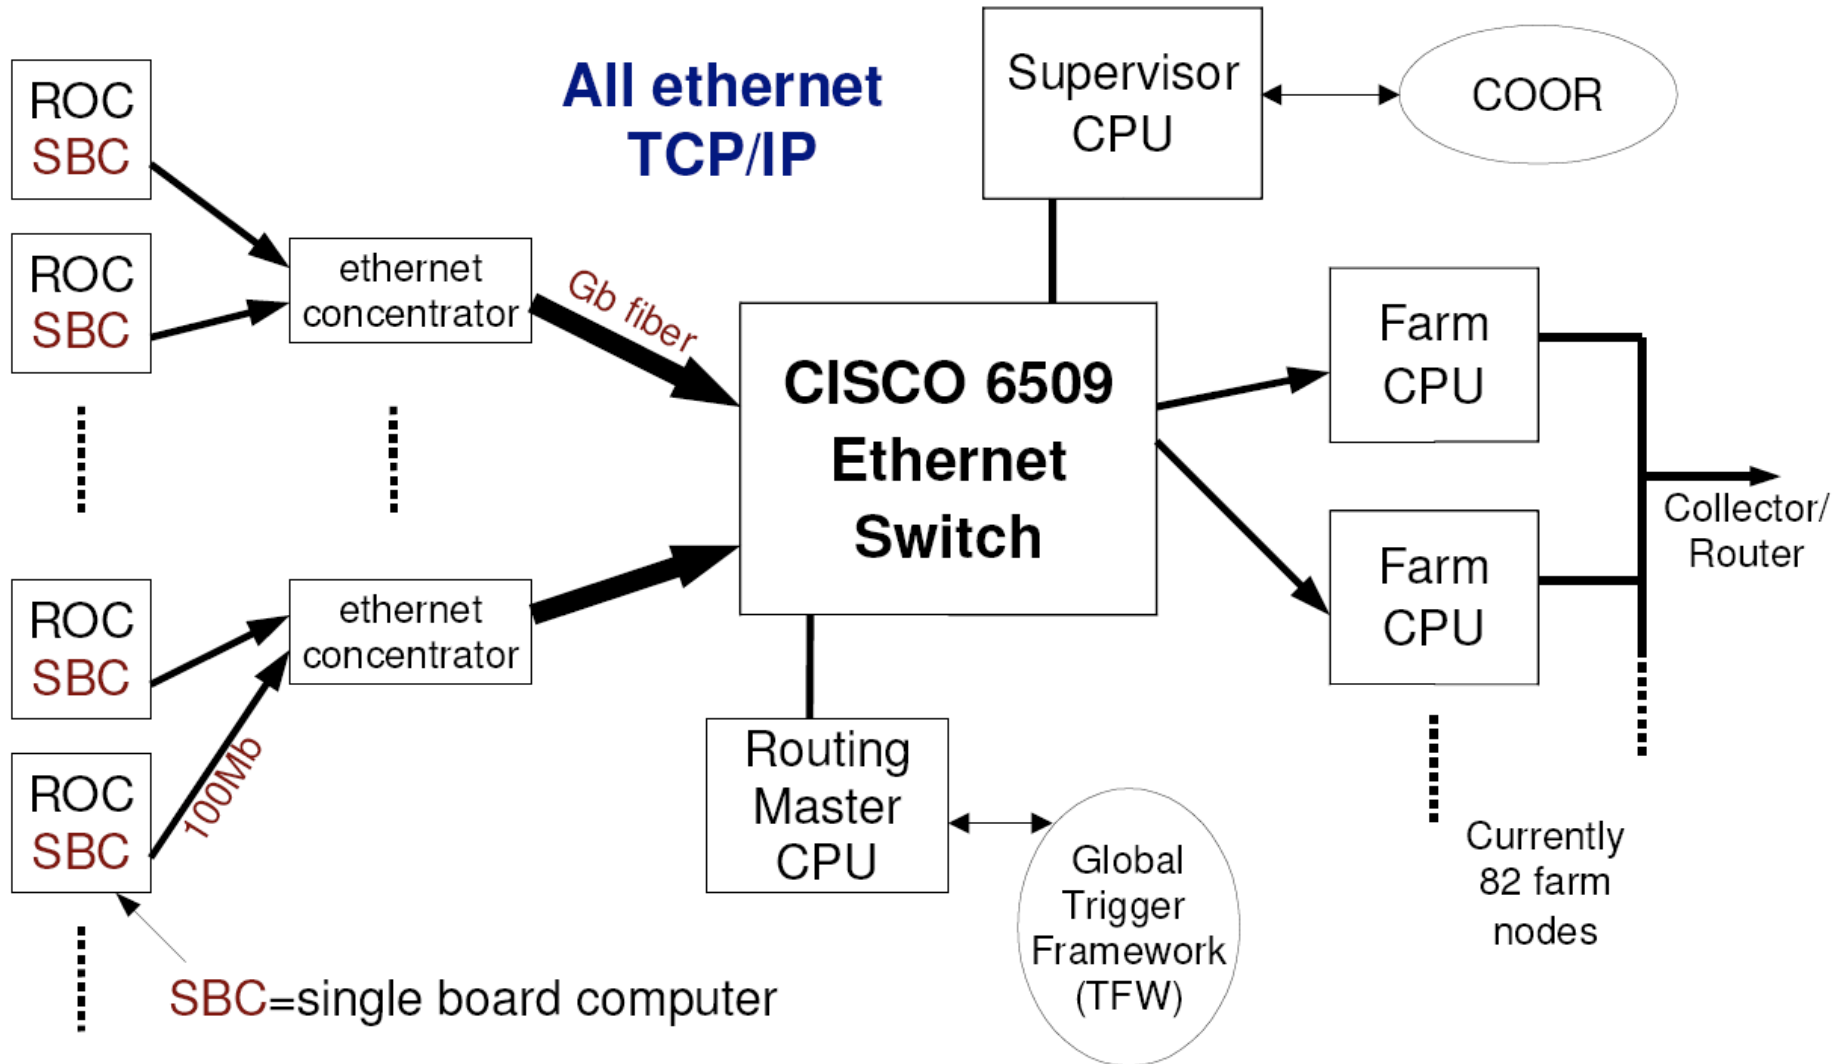 All ethernet
TCP/IP
ROC
SBC
ROC
SBC
ethernet
concentrator
Gb fiber
ROC
SBC
ROC
SBC
ethernet
concentrator
100Mb
SBC=single board computer
Supervisor
CPU
COOR
CISCO 6509
Ethernet
Switch
Routing
Master
CPU
Global
Trigger
Framework
(TFW)
Farm
CPU
Farm
CPU
Collector/
Router
Currently
82 farm
nodes